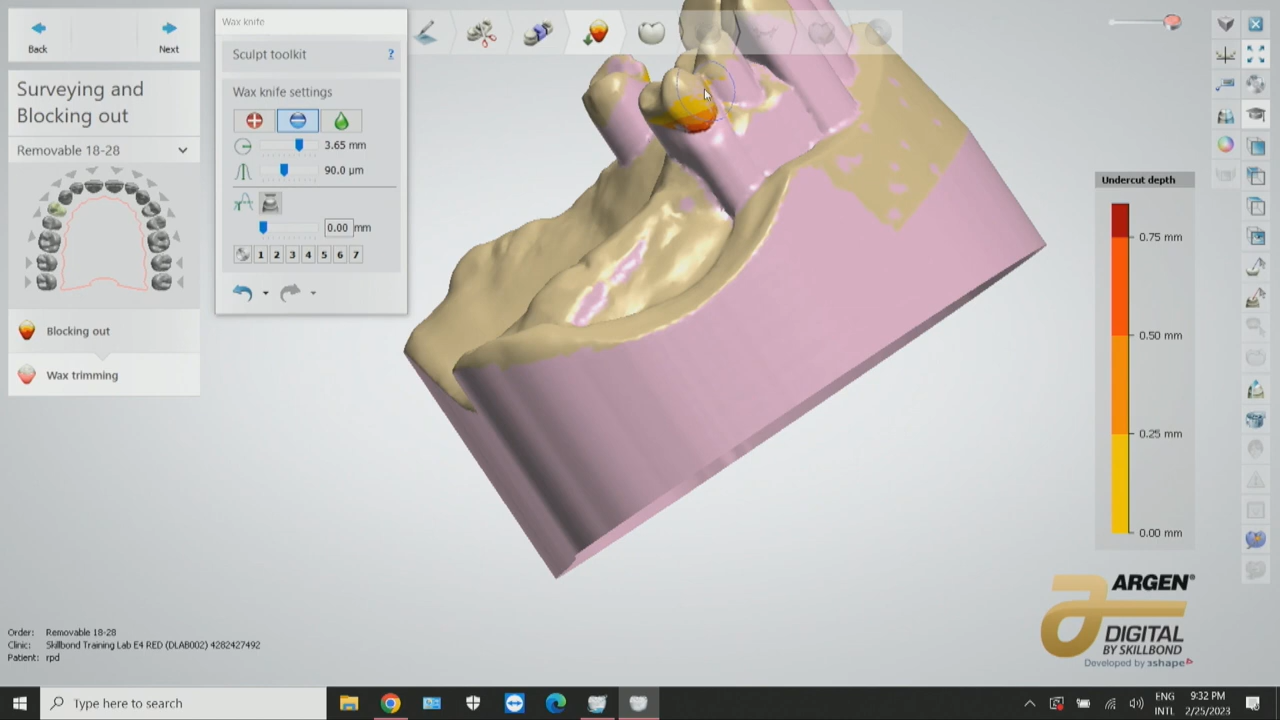 Back
Next
Surveying and
Blocking out
Removable 18-28
Blocking out
Wax trimming
Wax knife
Sculpt toolkit
?
Wax knife settings
3.65 mm
90.0 µm
0.00 mm
1 2 3 4 5 6 7
Undercut depth
0.75 mm
0.50 mm
0.25 mm
0.00 mm
ARGEN®
DIGITAL
BY SKILLBOND
Developed by 3shape
Order: Removable 18-28
Clinic: Skillbond Training Lab E4 RED (DLAB002) 4282427492
Patient: rpd
Type here to search
ENG
INTL
9:32 PM
2/25/2023